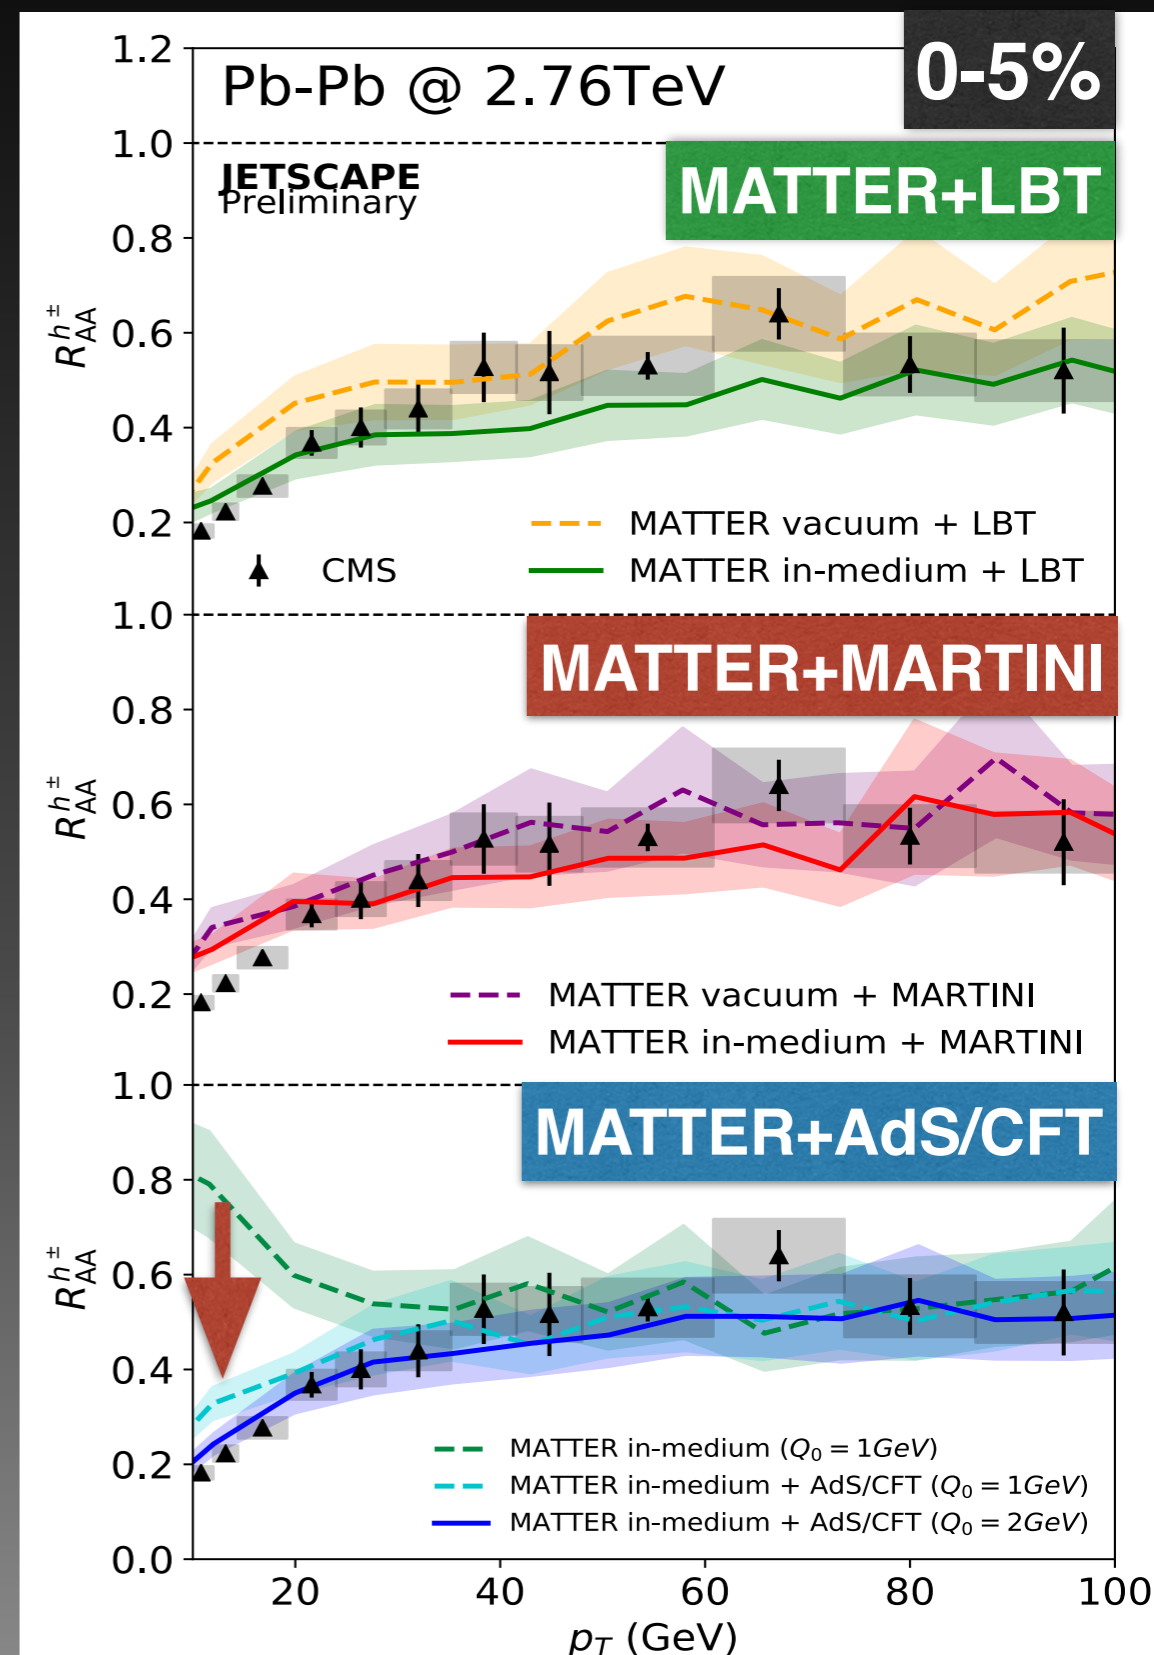 0-5%
1.2
Pb-Pb @ 2.76TeV
1.0
MATTER+LBT
JETSCAPE
Preliminary
0.8
R_AA^h±
0.6
0.4
0.2
MATTER vacuum + LBT
CMS
MATTER in-medium + LBT
1.0
MATTER+MARTINI
0.8
R_AA^h±
0.6
0.4
0.2
MATTER vacuum + MARTINI
MATTER in-medium + MARTINI
1.0
MATTER+AdS/CFT
0.8
R_AA^h±
0.6
0.4
0.2
MATTER in-medium (Q₀ = 1GeV)
MATTER in-medium + AdS/CFT (Q₀ = 1GeV)
MATTER in-medium + AdS/CFT (Q₀ = 2GeV)
0.0
20 40 60 80 100
p_T (GeV)